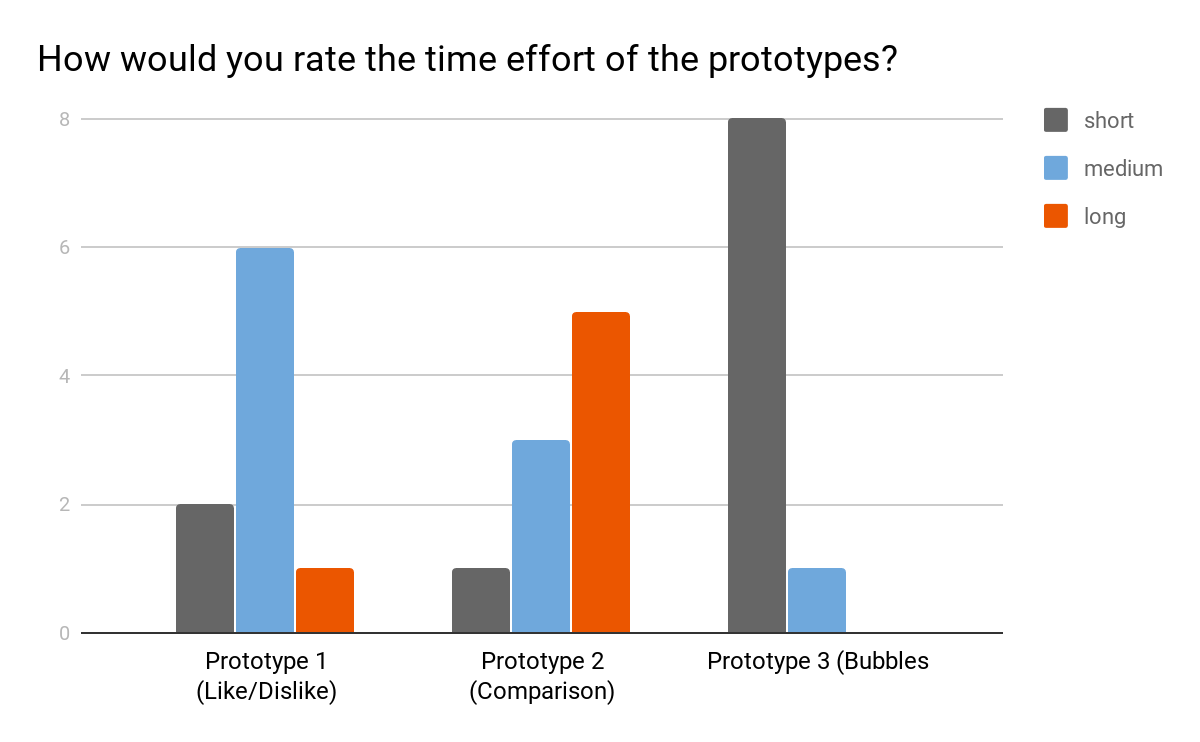 How would you rate the time effort of the prototypes?
8
6
4
2
0
short
medium
long
Prototype 1
(Like/Dislike)
Prototype 2
(Comparison)
Prototype 3 (Bubbles